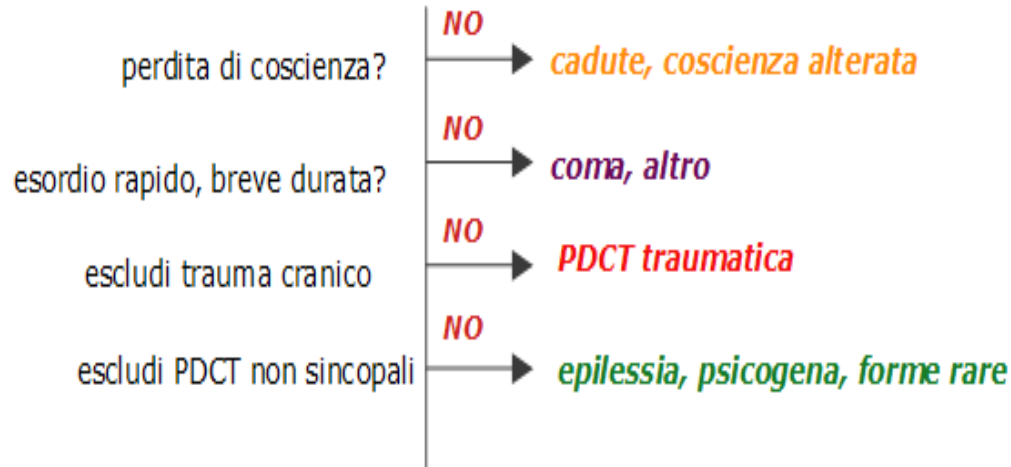 NO
perdita di coscienza? cadute, coscienza alterata
NO
esordio rapido, breve durata? coma, altro
NO
escludi trauma cranico PDCT traumatica
NO
escludi PDCT non sincopali epilessia, psicogena, forme rare